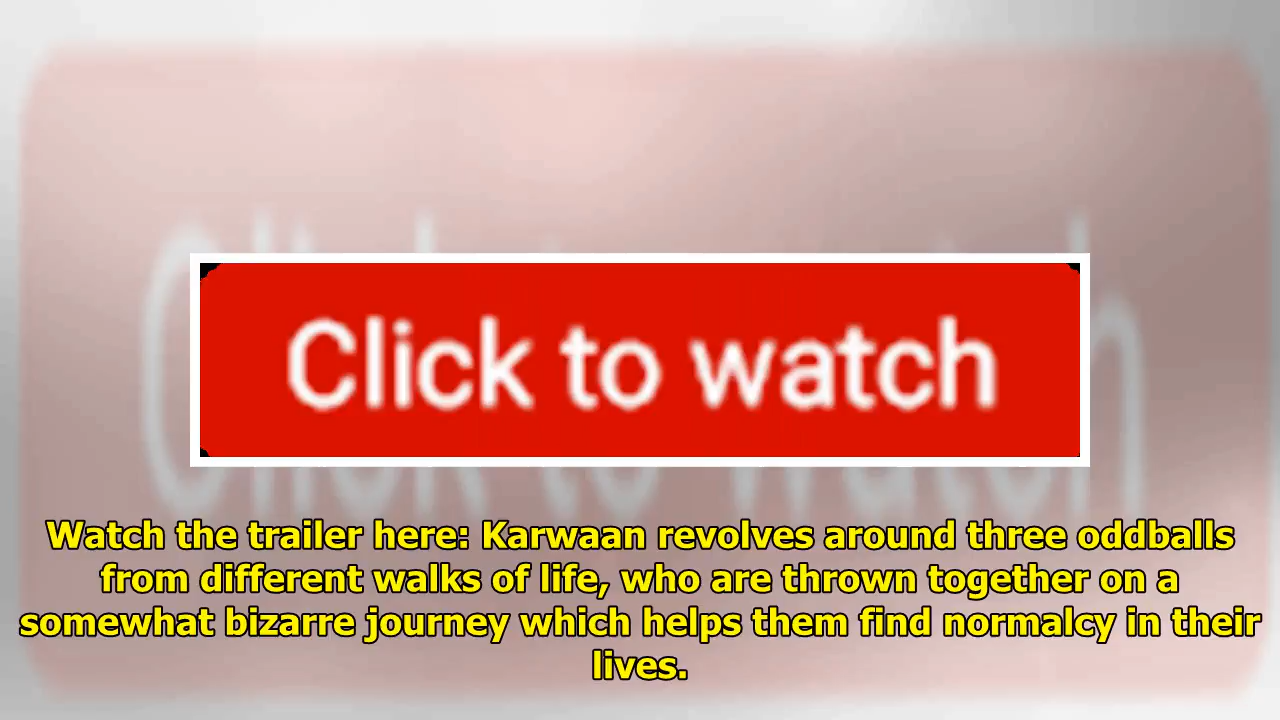 Click to watch
Watch the trailer here: Karwaan revolves around three oddballs
from different walks of life, who are thrown together on a
somewhat bizarre journey which helps them find normalcy in their
lives.